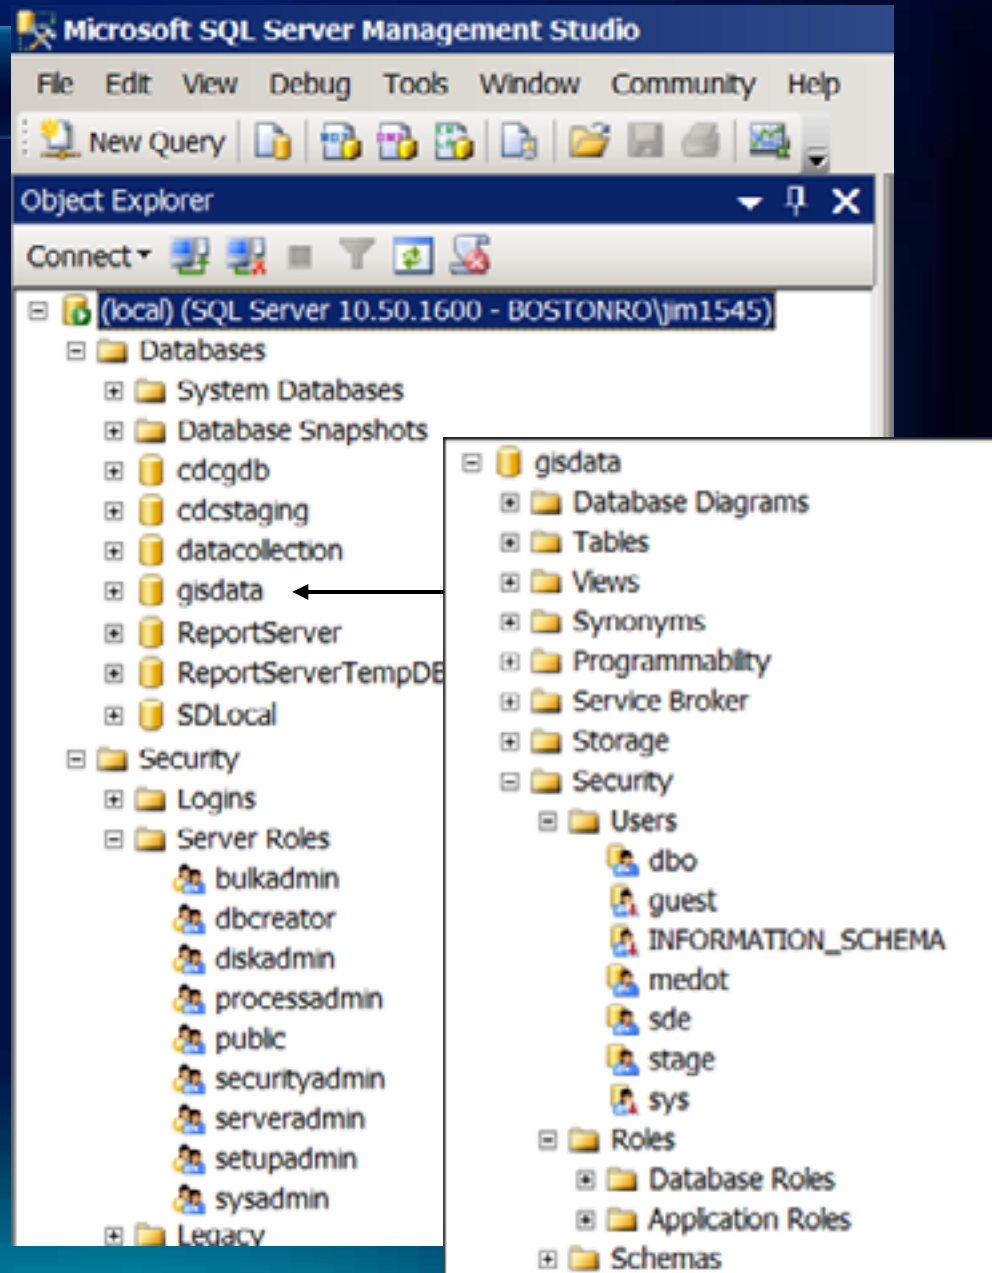 Microsoft SQL Server Management Studio
File Edit View Debug Tools Window Community Help
New Query
Object Explorer
Connect
(local) (SQL Server 10.50.1600 - BOSTONRO\jim1545)
Databases
System Databases
Database Snapshots
cdcgdb
cdcstaging
datacollection
gisdata
ReportServer
ReportServerTempDB
SDLocal
Security
Logins
Server Roles
bulkadmin
dbcreator
diskadmin
processadmin
public
securityadmin
serveradmin
setupadmin
sysadmin
Legacy
gisdata
Database Diagrams
Tables
Views
Synonyms
Programmability
Service Broker
Storage
Security
Users
dbo
guest
INFORMATION_SCHEMA
medot
sde
stage
sys
Roles
Database Roles
Application Roles
Schemas